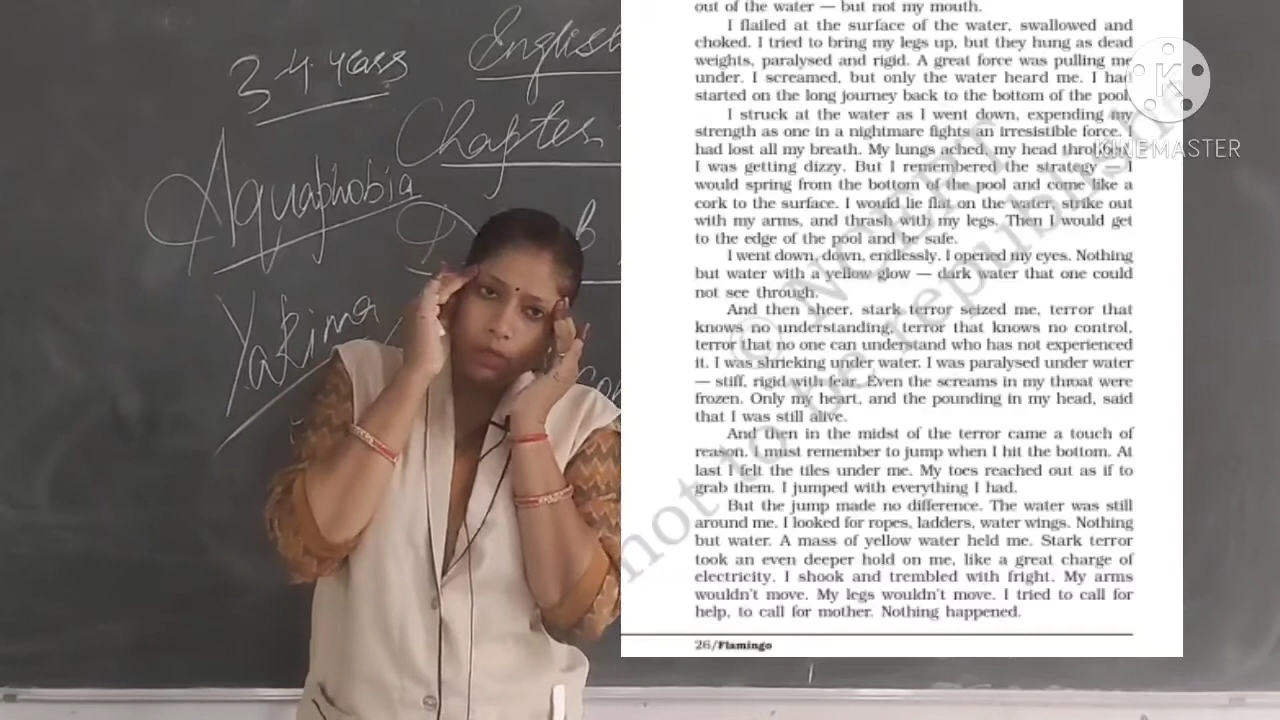 English
3-4 years
Chapter
Aquaphobia
Yakima
K
KINEMASTER
out of the water — but not my mouth.
I flailed at the surface of the water, swallowed and
choked. I tried to bring my legs up, but they hung as dead
weights, paralysed and rigid. A great force was pulling me
under. I screamed, but only the water heard me. I had
started on the long journey back to the bottom of the pool.
I struck at the water as I went down, expending my
strength as one in a nightmare fights an irresistible force. I
had lost all my breath. My lungs ached, my head throbbed.
I was getting dizzy. But I remembered the strategy — I
would spring from the bottom of the pool and come like a
cork to the surface. I would lie flat on the water, strike out
with my arms, and thrash with my legs. Then I would get
to the edge of the pool and be safe.
I went down, down, endlessly. I opened my eyes. Nothing
but water with a yellow glow — dark water that one could
not see through.
And then sheer, stark terror seized me, terror that
knows no understanding, terror that knows no control,
terror that no one can understand who has not experienced
it. I was shrieking under water. I was paralysed under water
— stiff, rigid with fear. Even the screams in my throat were
frozen. Only my heart, and the pounding in my head, said
that I was still alive.
And then in the midst of the terror came a touch of
reason. I must remember to jump when I hit the bottom. At
last I felt the tiles under me. My toes reached out as if to
grab them. I jumped with everything I had.
But the jump made no difference. The water was still
around me. I looked for ropes, ladders, water wings. Nothing
but water. A mass of yellow water held me. Stark terror
took an even deeper hold on me, like a great charge of
electricity. I shook and trembled with fright. My arms
wouldn't move. My legs wouldn't move. I tried to call for
help, to call for mother. Nothing happened.
26/Flamingo
© NCERT
not to be republished